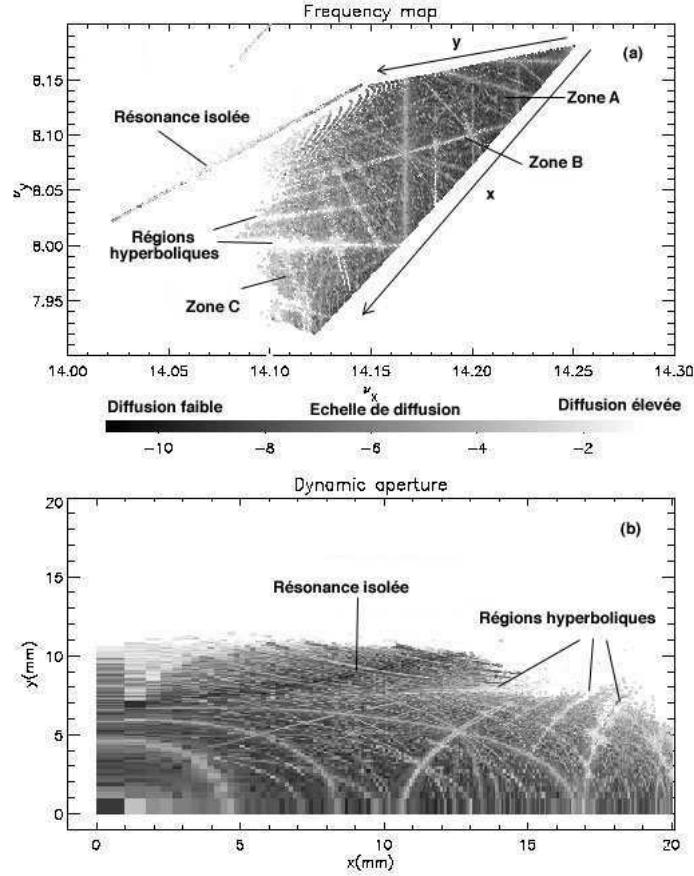 Frequency map
(a)
y
x
Zone A
Zone B
Zone C
Résonance isolée
Régions
hyperboliques
ν_y
8.15
8.10
8.05
8.00
7.95
14.00 14.05 14.10 14.15 14.20 14.25 14.30
ν_x
Diffusion faible Echelle de diffusion Diffusion élevée
−10 −8 −6 −4 −2
Dynamic aperture
(b)
Résonance isolée
Régions hyperboliques
y(mm)
20
15
10
5
0
0 5 10 15 20
x(mm)